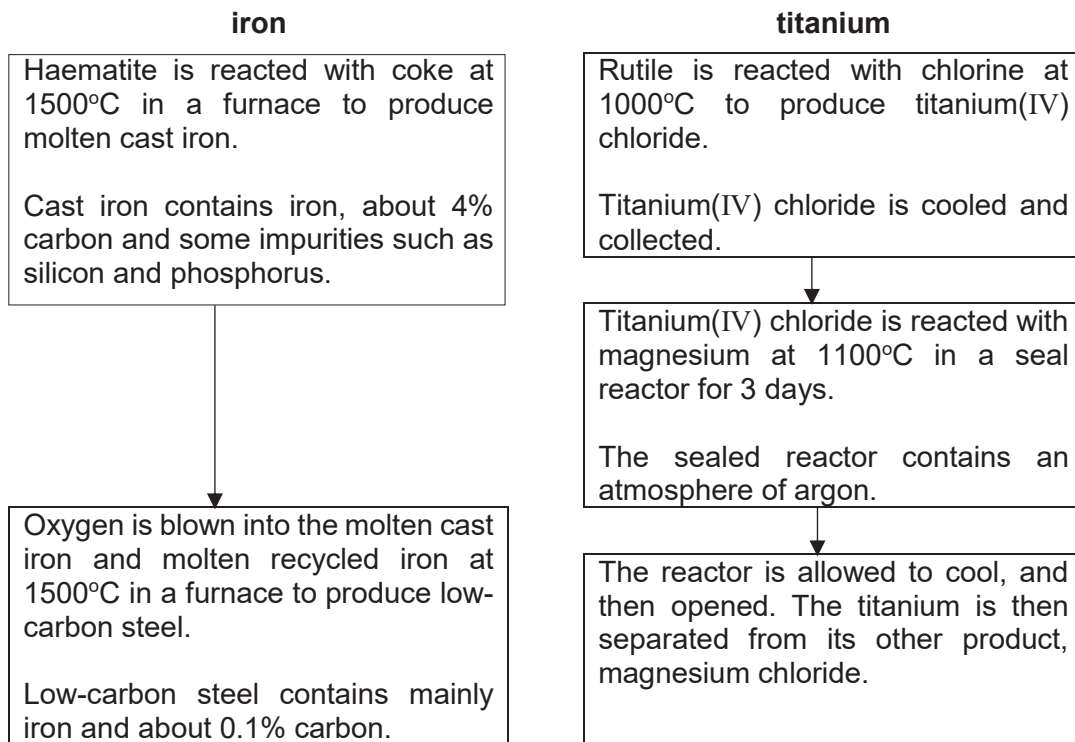 iron
Haematite is reacted with coke at
1500°C in a furnace to produce
molten cast iron.
Cast iron contains iron, about 4%
carbon and some impurities such as
silicon and phosphorus.
Oxygen is blown into the molten cast
iron and molten recycled iron at
1500°C in a furnace to produce low-
carbon steel.
Low-carbon steel contains mainly
iron and about 0.1% carbon.
titanium
Rutile is reacted with chlorine at
1000°C to produce titanium(IV)
chloride.
Titanium(IV) chloride is cooled and
collected.
Titanium(IV) chloride is reacted with
magnesium at 1100°C in a seal
reactor for 3 days.
The sealed reactor contains an
atmosphere of argon.
The reactor is allowed to cool, and
then opened. The titanium is then
separated from its other product,
magnesium chloride.